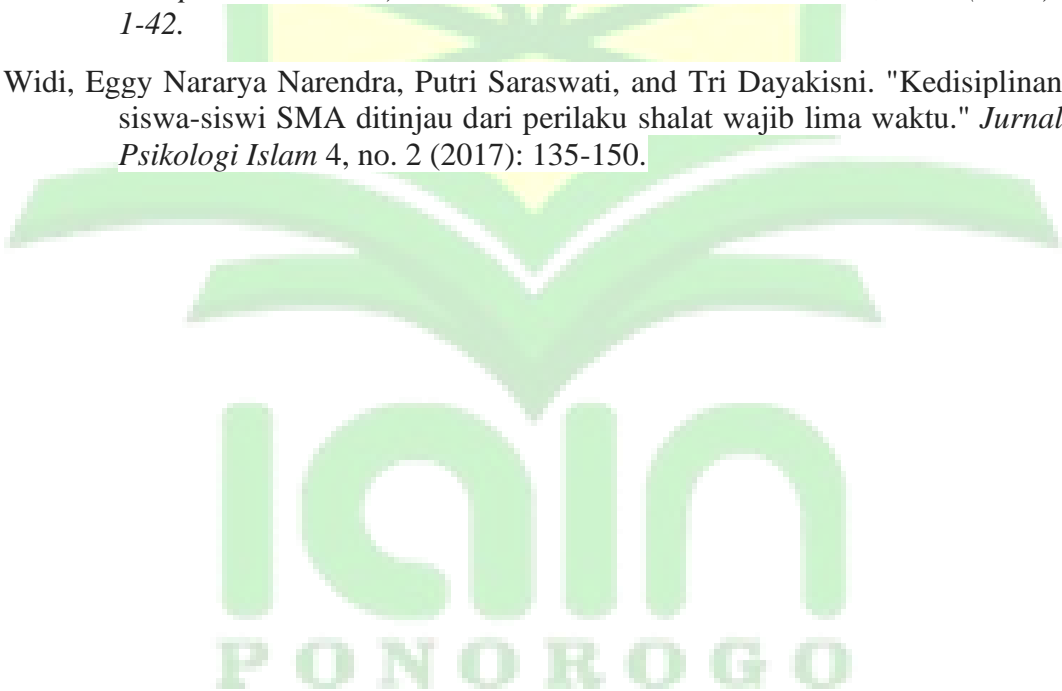 1-42.
Widi, Eggy Nararya Narendra, Putri Saraswati, and Tri Dayakisni. "Kedisiplinan
siswa-siswi SMA ditinjau dari perilaku shalat wajib lima waktu." Jurnal
Psikologi Islam 4, no. 2 (2017): 135-150.
iain
PONOROGO